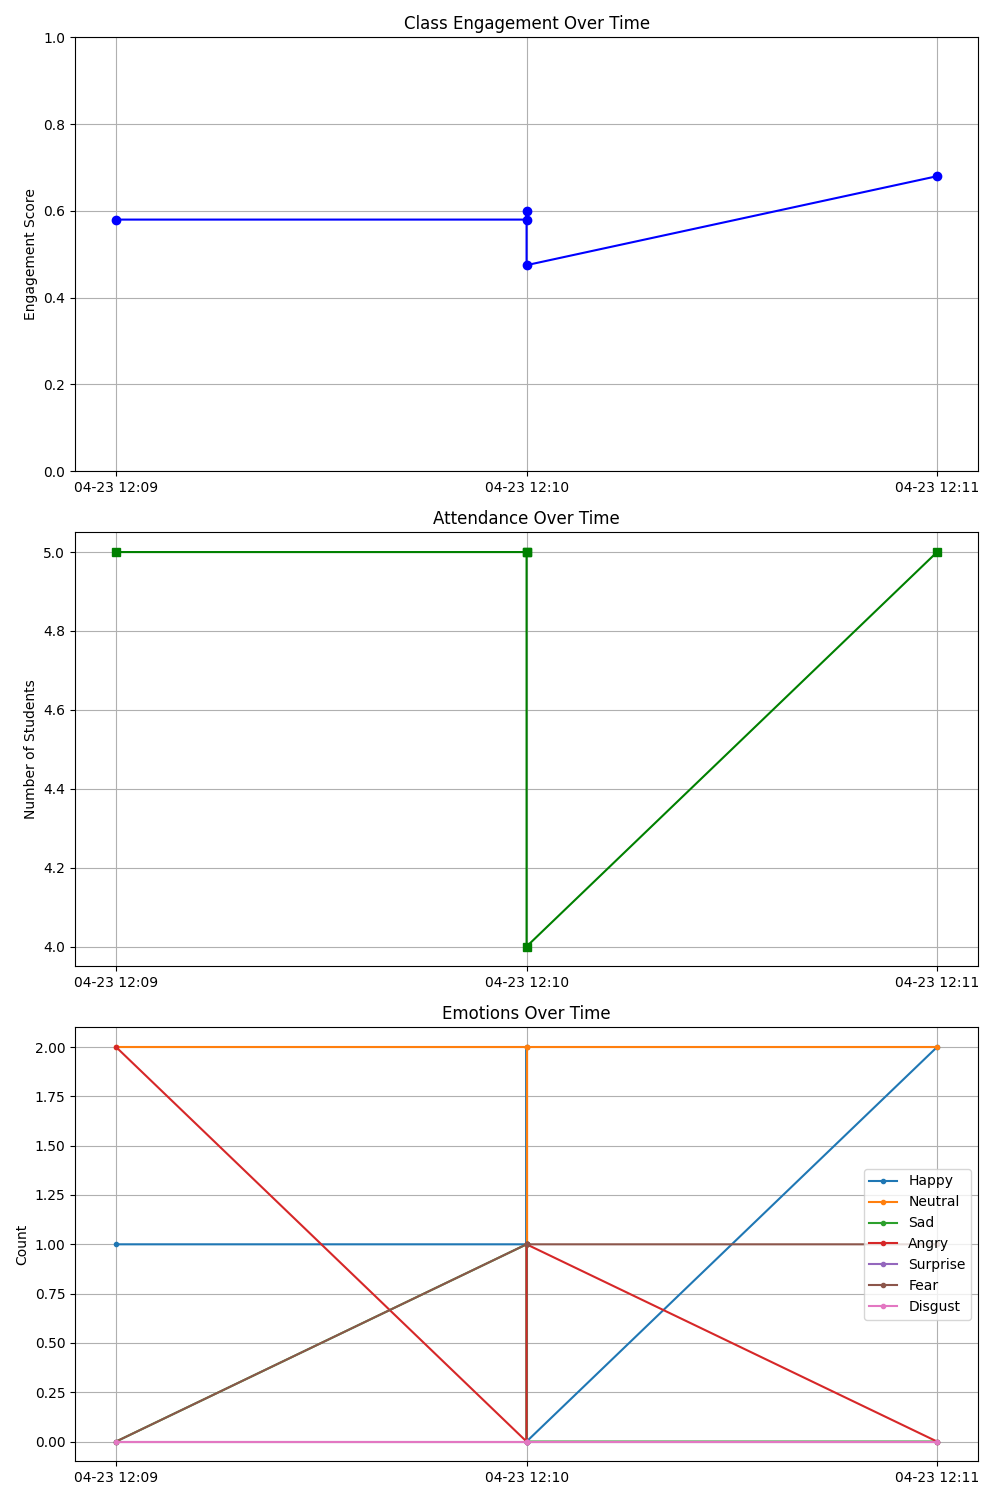 Class Engagement Over Time
1.0
0.8
0.6
0.4
0.2
0.0
Engagement Score
04-23 12:09 04-23 12:10 04-23 12:11
Attendance Over Time
5.0
4.8
4.6
4.4
4.2
4.0
Number of Students
04-23 12:09 04-23 12:10 04-23 12:11
Emotions Over Time
2.00
1.75
1.50
1.25
1.00
0.75
0.50
0.25
0.00
Count
Happy
Neutral
Sad
Angry
Surprise
Fear
Disgust
04-23 12:09 04-23 12:10 04-23 12:11